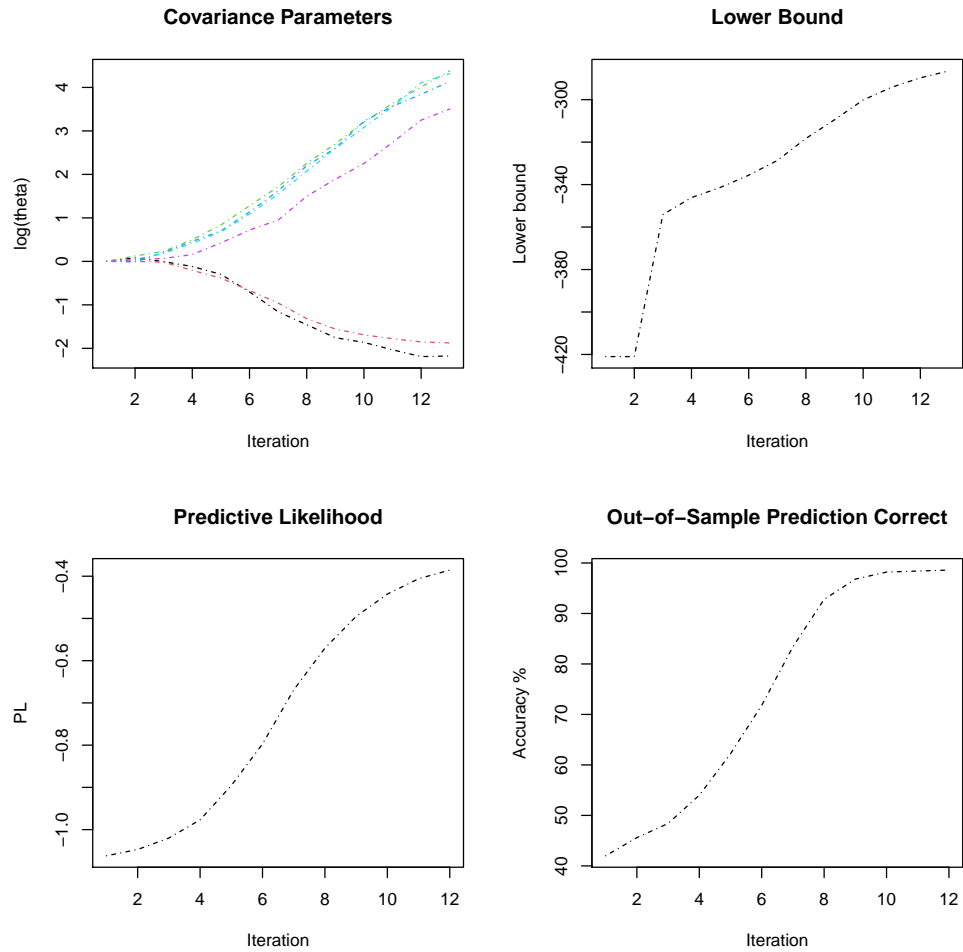 Covariance Parameters
log(theta)
4
3
2
1
0
−1
−2
2 4 6 8 10 12
Iteration
Lower Bound
Lower bound
−300
−340
−380
−420
2 4 6 8 10 12
Iteration
Predictive Likelihood
PL
−0.4
−0.6
−0.8
−1.0
2 4 6 8 10 12
Iteration
Out−of−Sample Prediction Correct
Accuracy %
100
90
80
70
60
50
40
2 4 6 8 10 12
Iteration